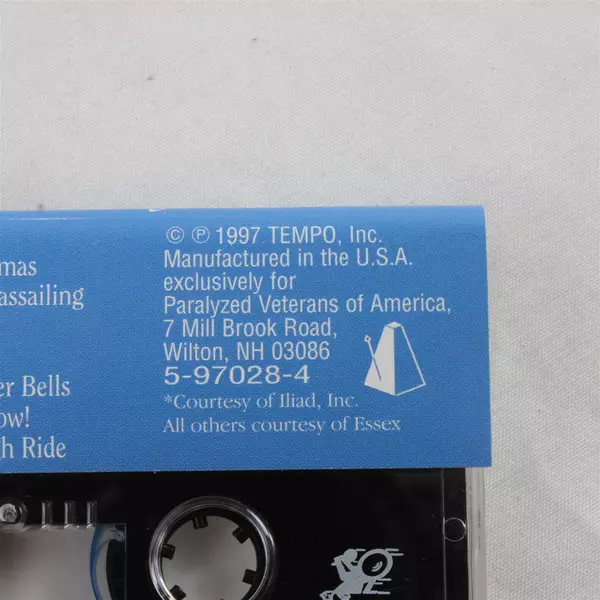 mas
assailing
er Bells
ow!
gh Ride
© ℗ 1997 TEMPO, Inc.
Manufactured in the U.S.A.
exclusively for
Paralyzed Veterans of America,
7 Mill Brook Road,
Wilton, NH 03086
5-97028-4
*Courtesy of Iliad, Inc.
All others courtesy of Essex